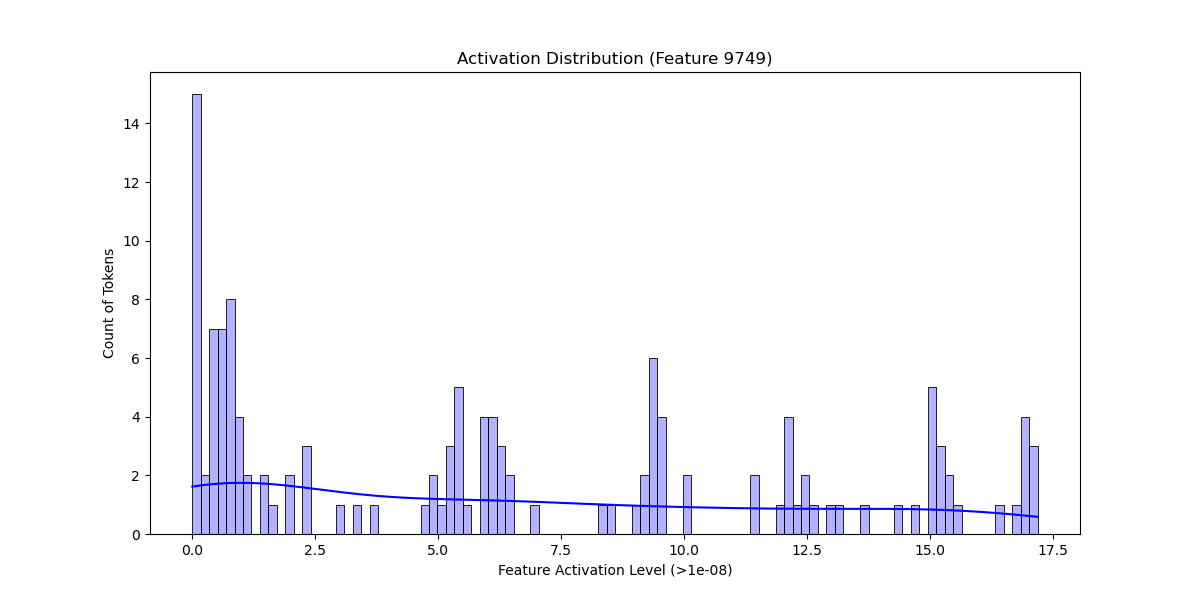 Activation Distribution (Feature 9749)
Count of Tokens
14
12
10
8
6
4
2
0
0.0 2.5 5.0 7.5 10.0 12.5 15.0 17.5
Feature Activation Level (>1e-08)